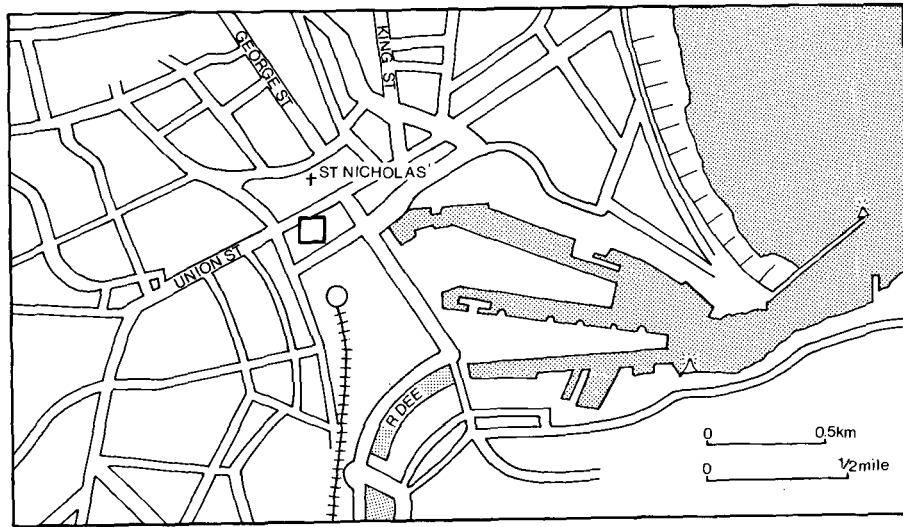 GEORGE ST
KING ST
ST NICHOLAS'
UNION ST
R DEE
0 0.5km
0 1/2mile